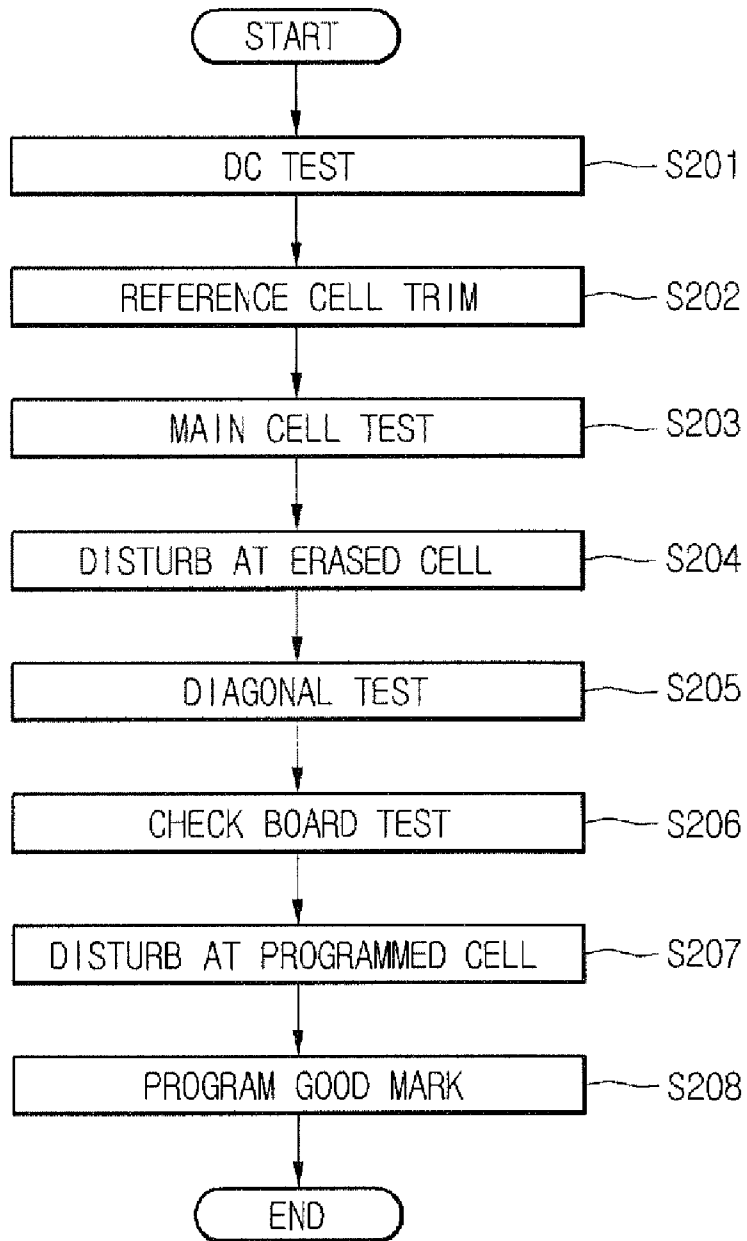 START
DC TEST S201
REFERENCE CELL TRIM S202
MAIN CELL TEST S203
DISTURB AT ERASED CELL S204
DIAGONAL TEST S205
CHECK BOARD TEST S206
DISTURB AT PROGRAMMED CELL S207
PROGRAM GOOD MARK S208
END